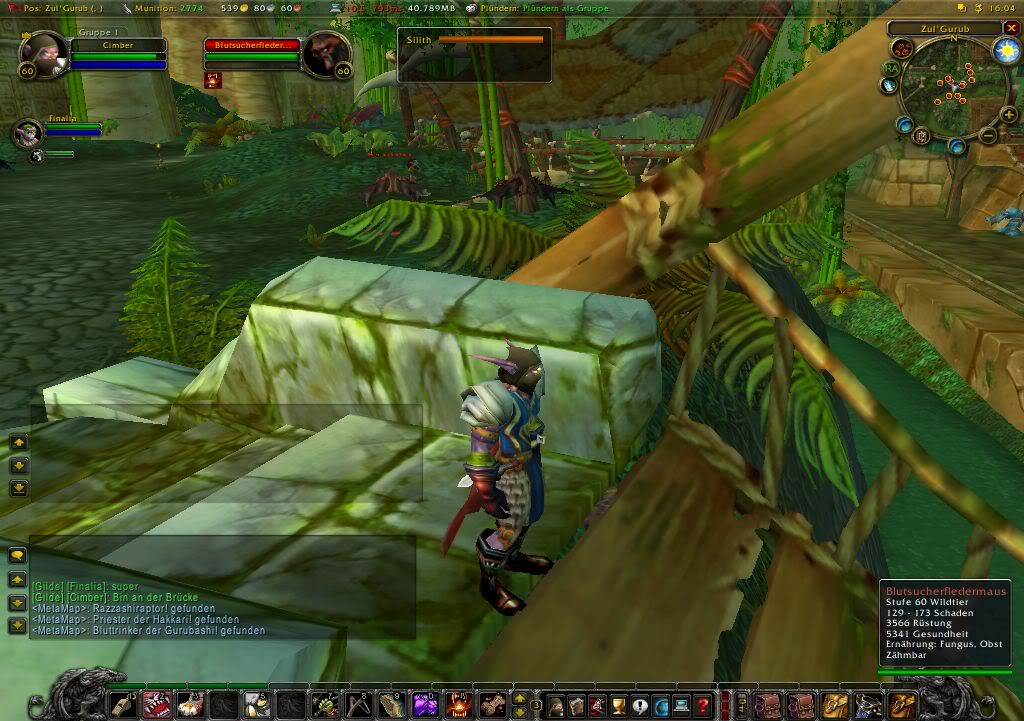 Pos: Zul'Gurub (, ) Munition: 2774 539 80 60 703ms 40.789MB Plündern: Plündern als Gruppe 16:04
Gruppe 1
Cimber
60
Blutsucherflieder...
60
Silith
Zul'Gurub
N
RA
Finalia
[Gilde] [Finalia]: super
[Gilde] [Cimber]: Bin an der Brücke
<MetaMap>: Razzashiraptor! gefunden
<MetaMap>: Priester der Hakkari! gefunden
<MetaMap>: Bluttrinker der Gurubashi! gefunden
Blutsucherfledermaus
Stufe 60 Wildtier
129 - 173 Schaden
3566 Rüstung
5341 Gesundheit
Ernährung: Fungus, Obst
Zähmbar